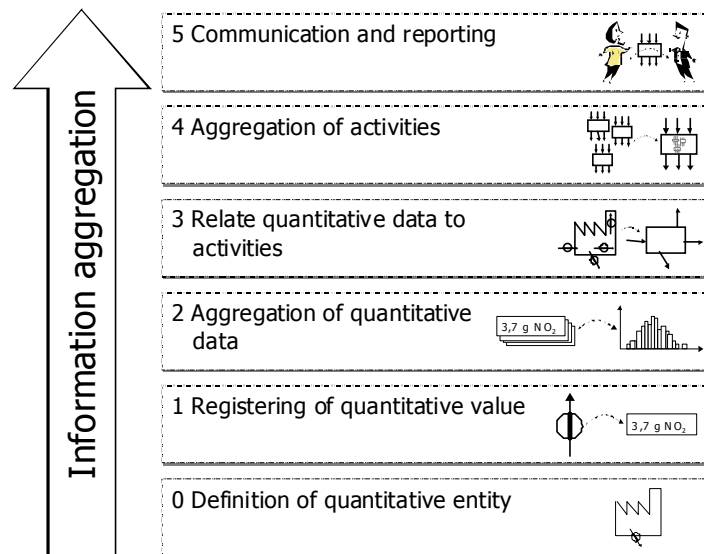 Information aggregation
5 Communication and reporting
4 Aggregation of activities
3 Relate quantitative data to
activities
2 Aggregation of quantitative
data
3,7 g NO₂
1 Registering of quantitative value
3,7 g NO₂
0 Definition of quantitative entity